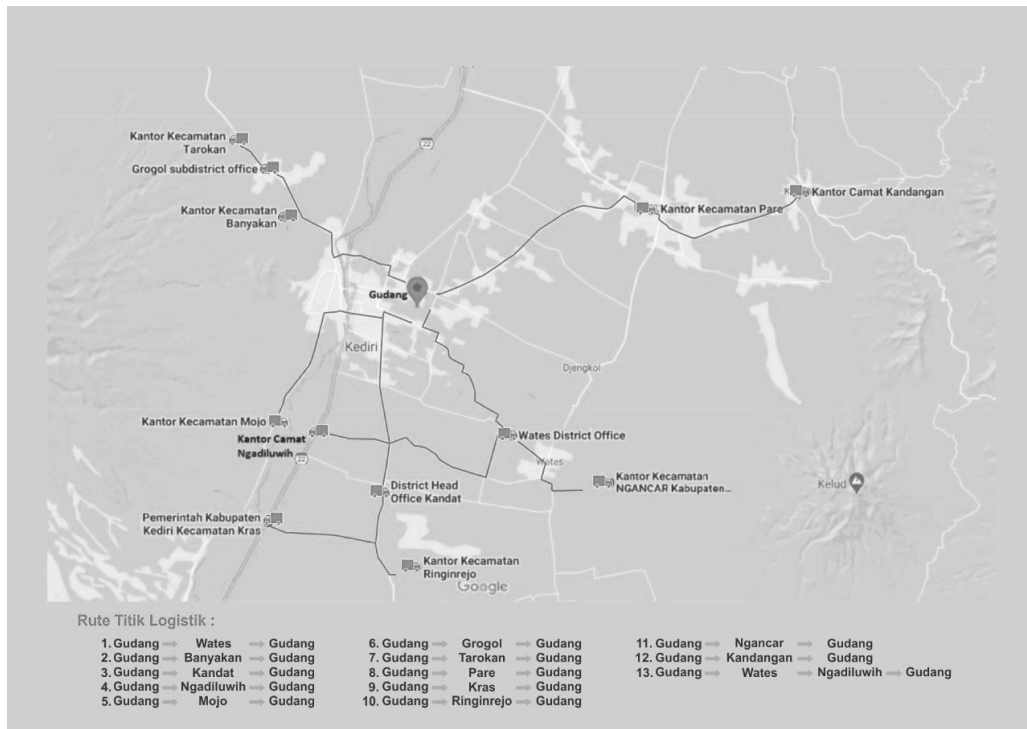 Kantor Kecamatan
Tarokan
Grogol subdistrict office
Kantor Kecamatan
Banyakan
22
Kantor Kecamatan Pare
Kantor Camat Kandangan
Gudang
Kediri
Djengkol
Kantor Kecamatan Mojo
Kantor Camat
Ngadiluwih
22
Wates District Office
Wates
Kantor Kecamatan
NGANCAR Kabupaten...
Kelud
District Head
Office Kandat
Pemerintah Kabupaten
Kediri Kecamatan Kras
Kantor Kecamatan
Ringinrejo
Google
Rute Titik Logistik :
1. Gudang Wates Gudang
2. Gudang Banyakan Gudang
3. Gudang Kandat Gudang
4. Gudang Ngadiluwih Gudang
5. Gudang Mojo Gudang
6. Gudang Grogol Gudang
7. Gudang Tarokan Gudang
8. Gudang Pare Gudang
9. Gudang Kras Gudang
10. Gudang Ringinrejo Gudang
11. Gudang Ngancar Gudang
12. Gudang Kandangan Gudang
13. Gudang Wates Ngadiluwih Gudang